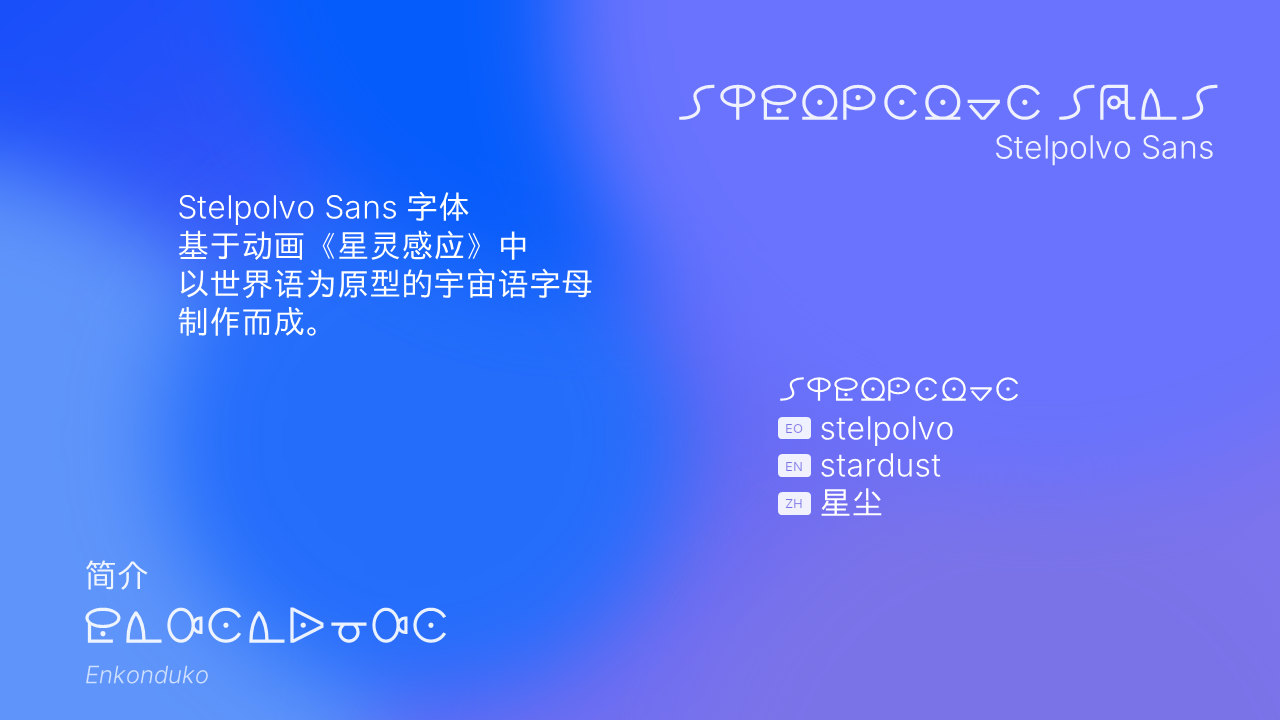 Stelpolvo Sans
Stelpolvo Sans 字体
基于动画《星灵感应》中
以世界语为原型的宇宙语字母
制作而成。
EO stelpolvo
EN stardust
ZH 星尘
简介
Enkonduko